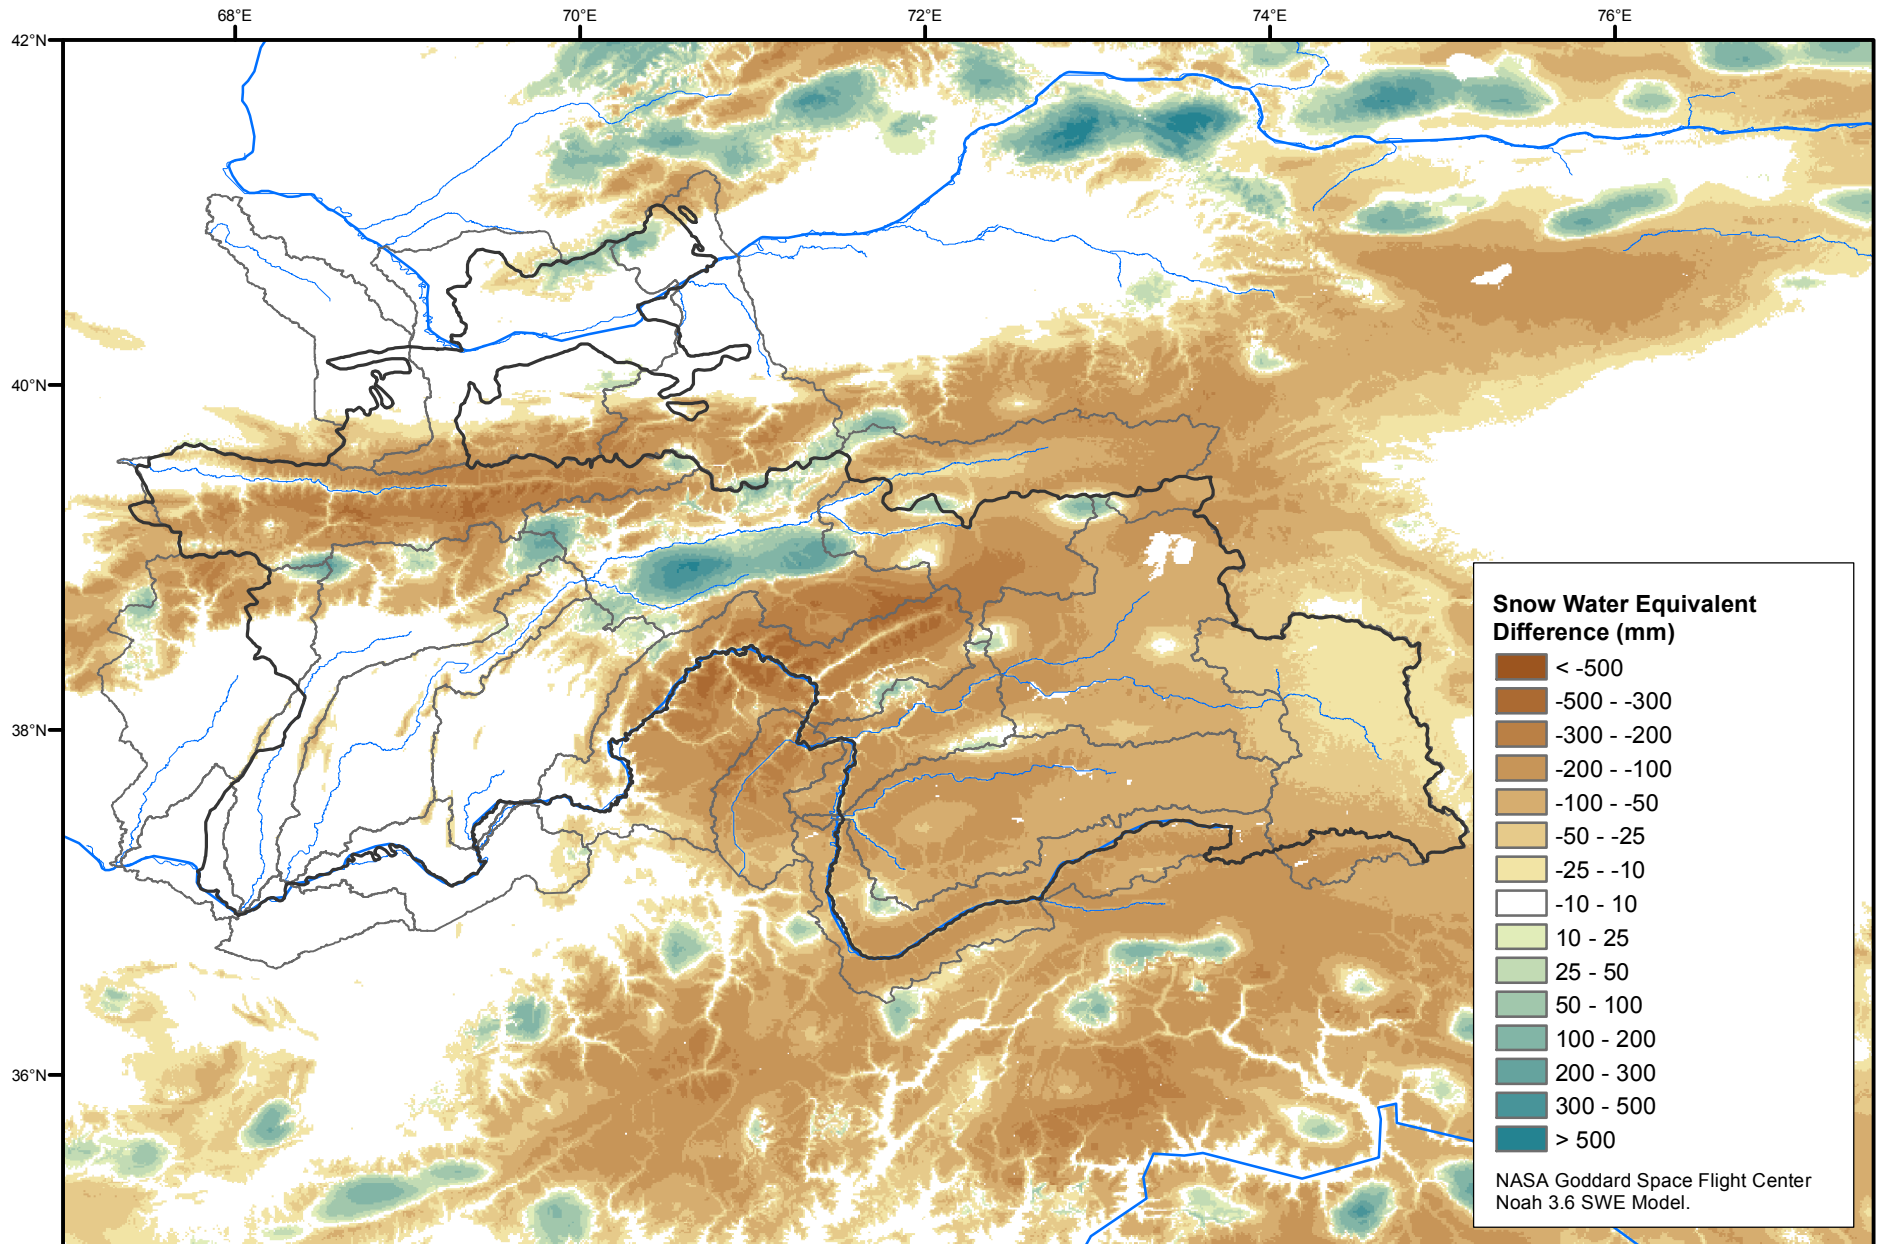 68°E 70°E 72°E 74°E 76°E
42°N
40°N
38°N
36°N
Snow Water Equivalent
Difference (mm)
< -500
-500 - -300
-300 - -200
-200 - -100
-100 - -50
-50 - -25
-25 - -10
-10 - 10
10 - 25
25 - 50
50 - 100
100 - 200
200 - 300
300 - 500
> 500
NASA Goddard Space Flight Center
Noah 3.6 SWE Model.